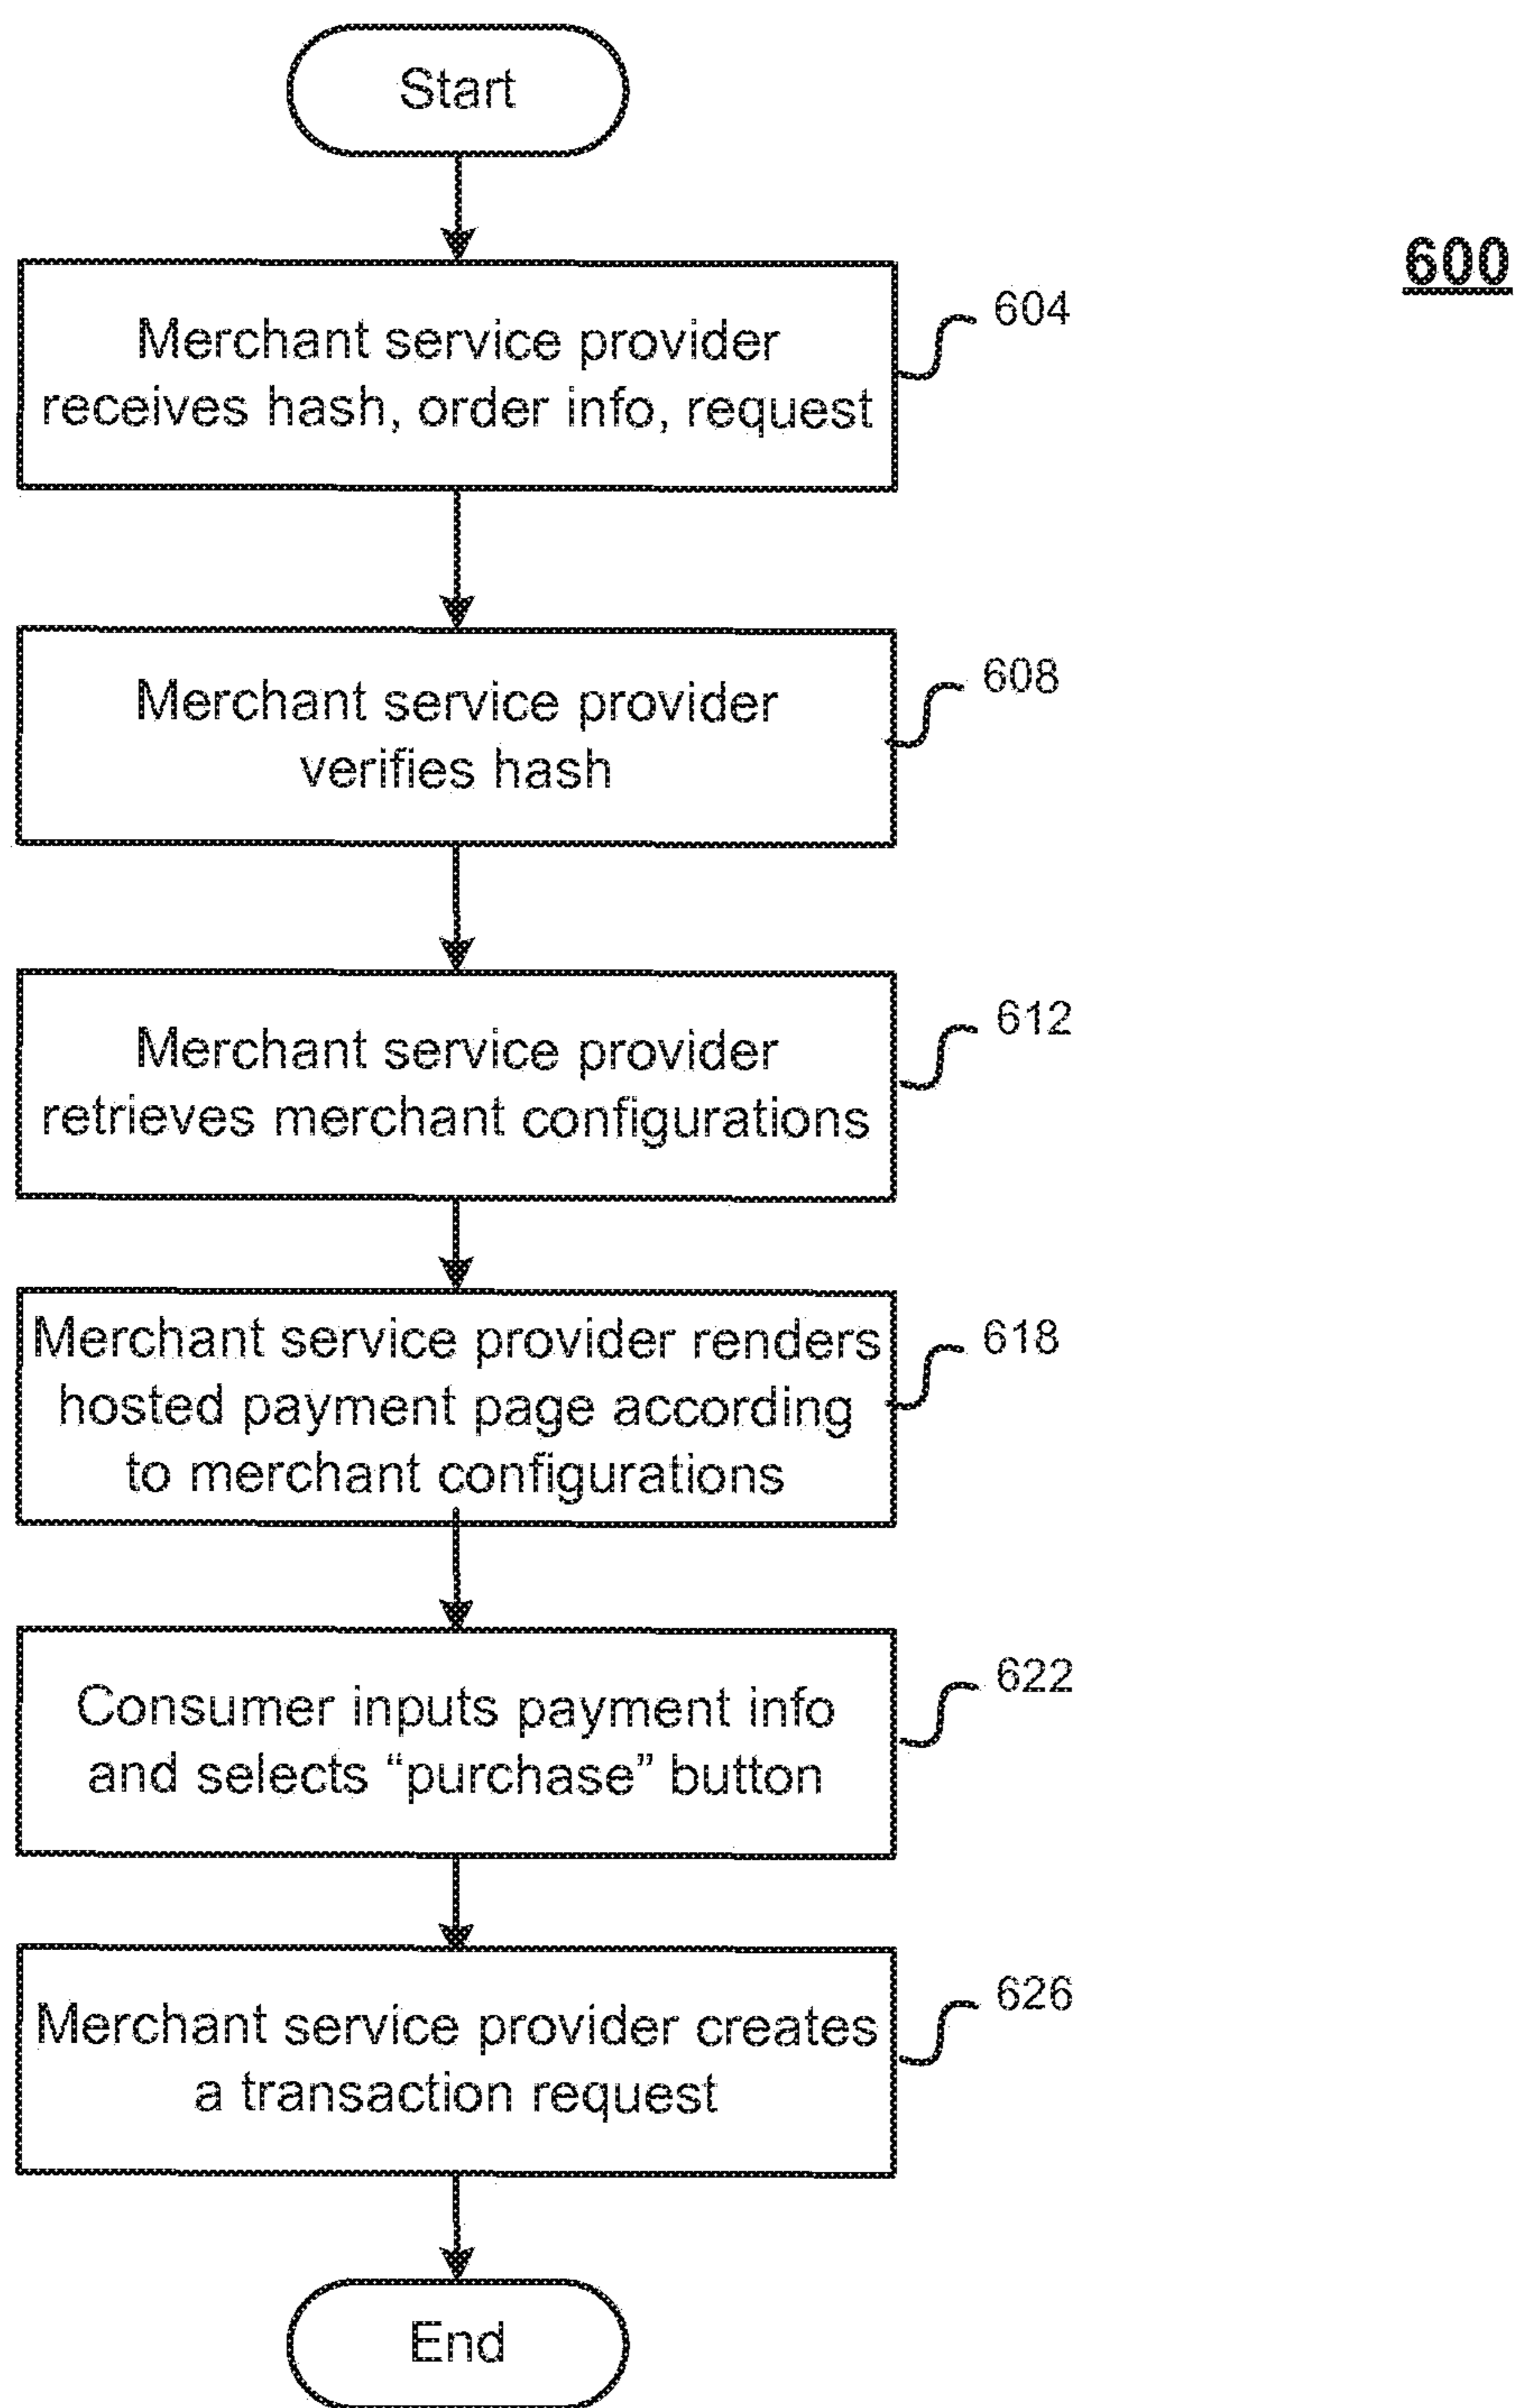 Start
600
Merchant service provider
receives hash, order info, request
604
Merchant service provider
verifies hash
608
Merchant service provider
retrieves merchant configurations
612
Merchant service provider renders
hosted payment page according
to merchant configurations
618
Consumer inputs payment info
and selects “purchase” button
622
Merchant service provider creates
a transaction request
626
End